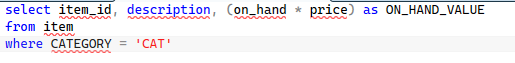 select item_id, description, (on_hand * price) as ON_HAND_VALUE
from item
where CATEGORY = 'CAT'